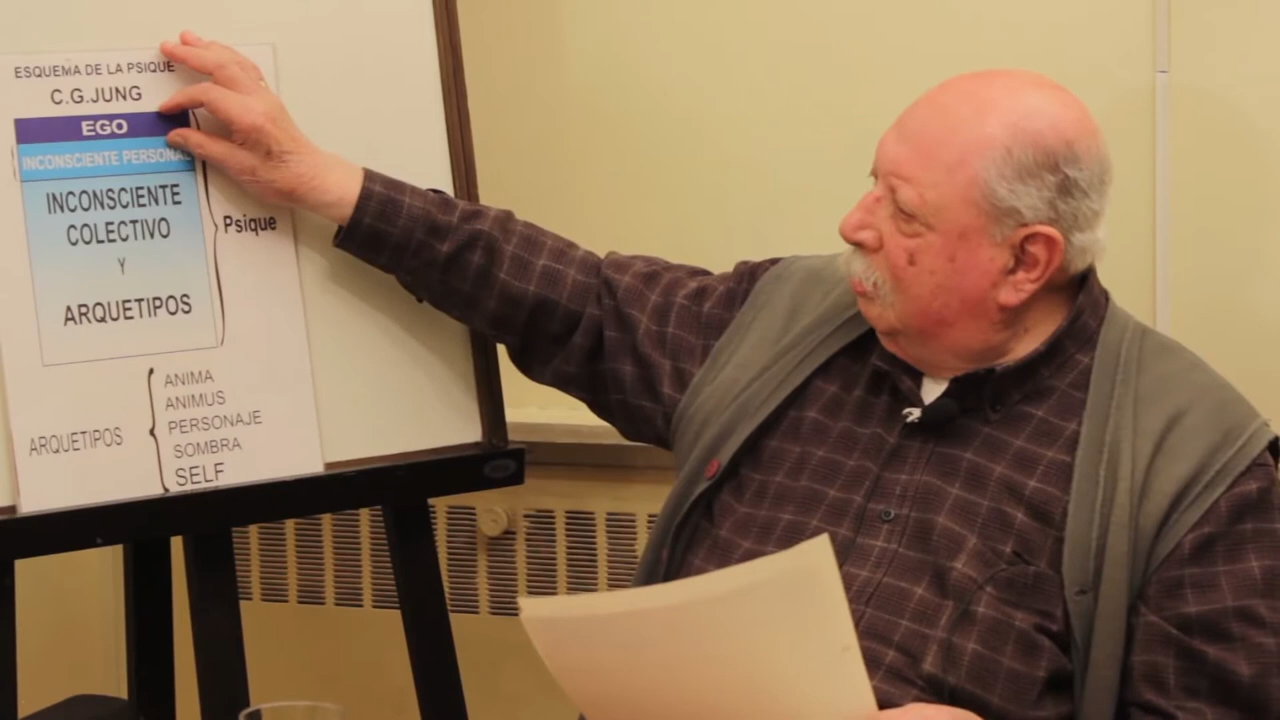 ESQUEMA DE LA PSIQUE
C.G.JUNG
EGO
INCONSCIENTE PERSONAL
INCONSCIENTE
COLECTIVO
Y
ARQUETIPOS
Psique
ARQUETIPOS
ANIMA
ANIMUS
PERSONAJE
SOMBRA
SELF